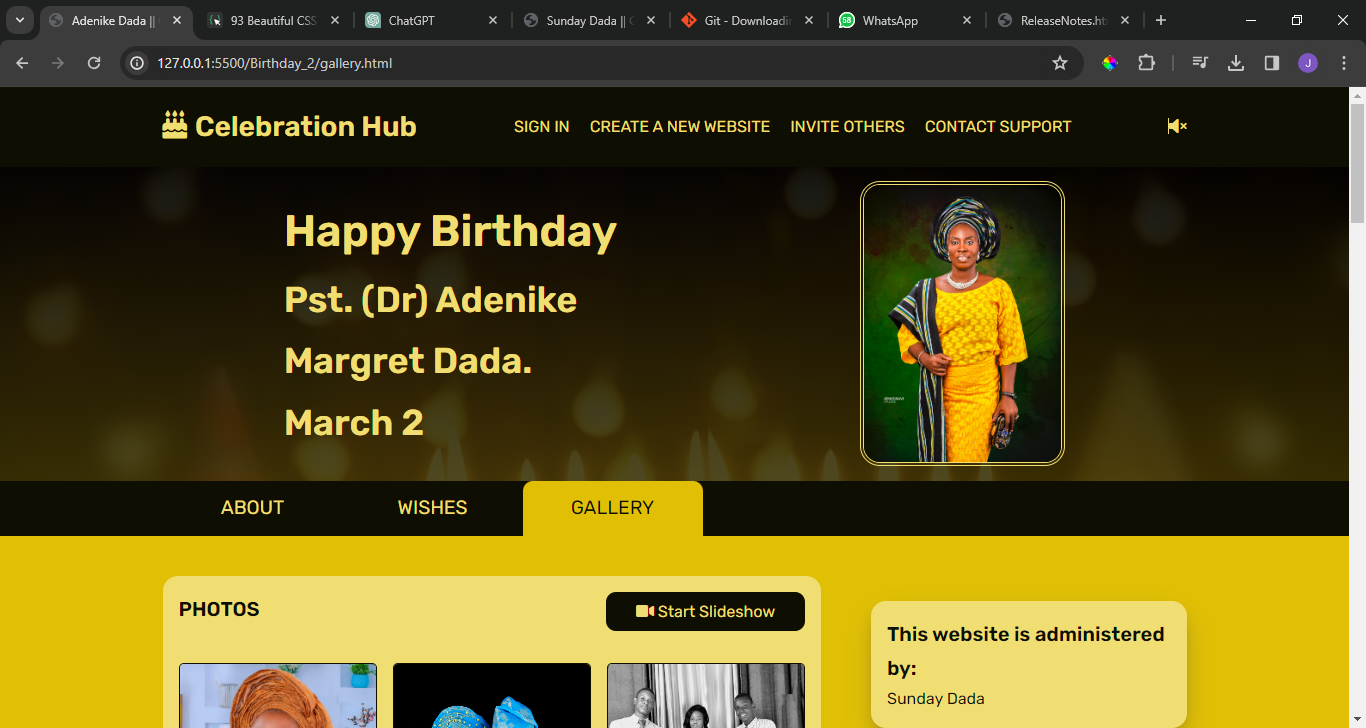 Adenike Dada ||
93 Beautiful CSS
ChatGPT
Sunday Dada ||
Git - Downloadin
58
WhatsApp
ReleaseNotes.ht
127.0.0.1:5500/Birthday_2/gallery.html
J
Celebration Hub
SIGN IN
CREATE A NEW WEBSITE
INVITE OTHERS
CONTACT SUPPORT
Happy Birthday
Pst. (Dr) Adenike
Margret Dada.
March 2
ABOUT
WISHES
GALLERY
PHOTOS
Start Slideshow
This website is administered
by:
Sunday Dada